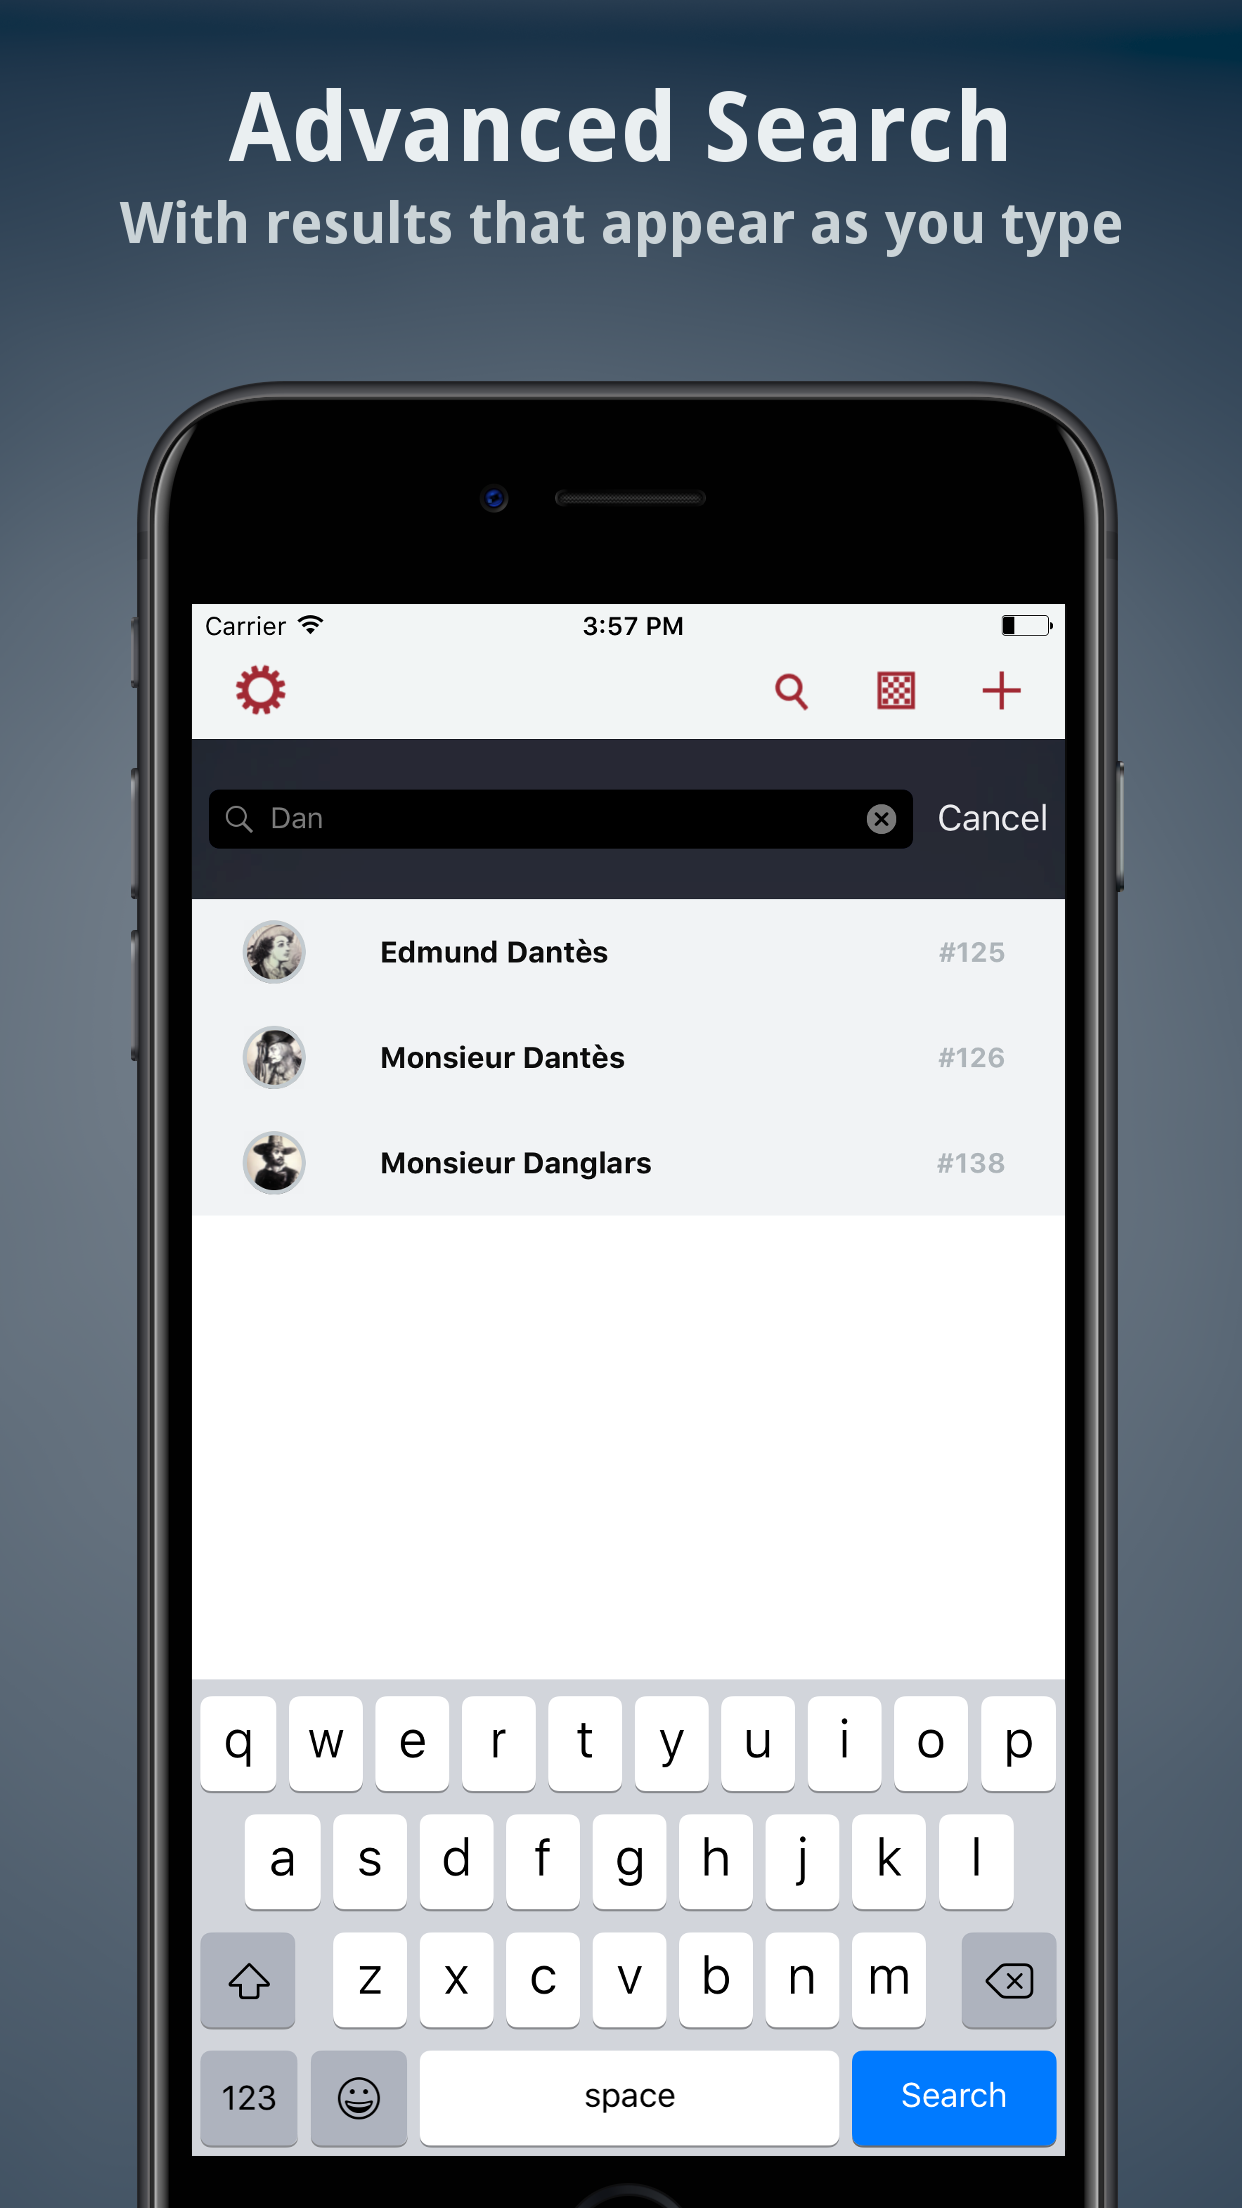 Advanced Search
With results that appear as you type
Carrier 3:57 PM
Dan Cancel
Edmund Dantès #125
Monsieur Dantès #126
Monsieur Danglars #138
q w e r t y u i o p
a s d f g h j k l
z x c v b n m
123 space Search